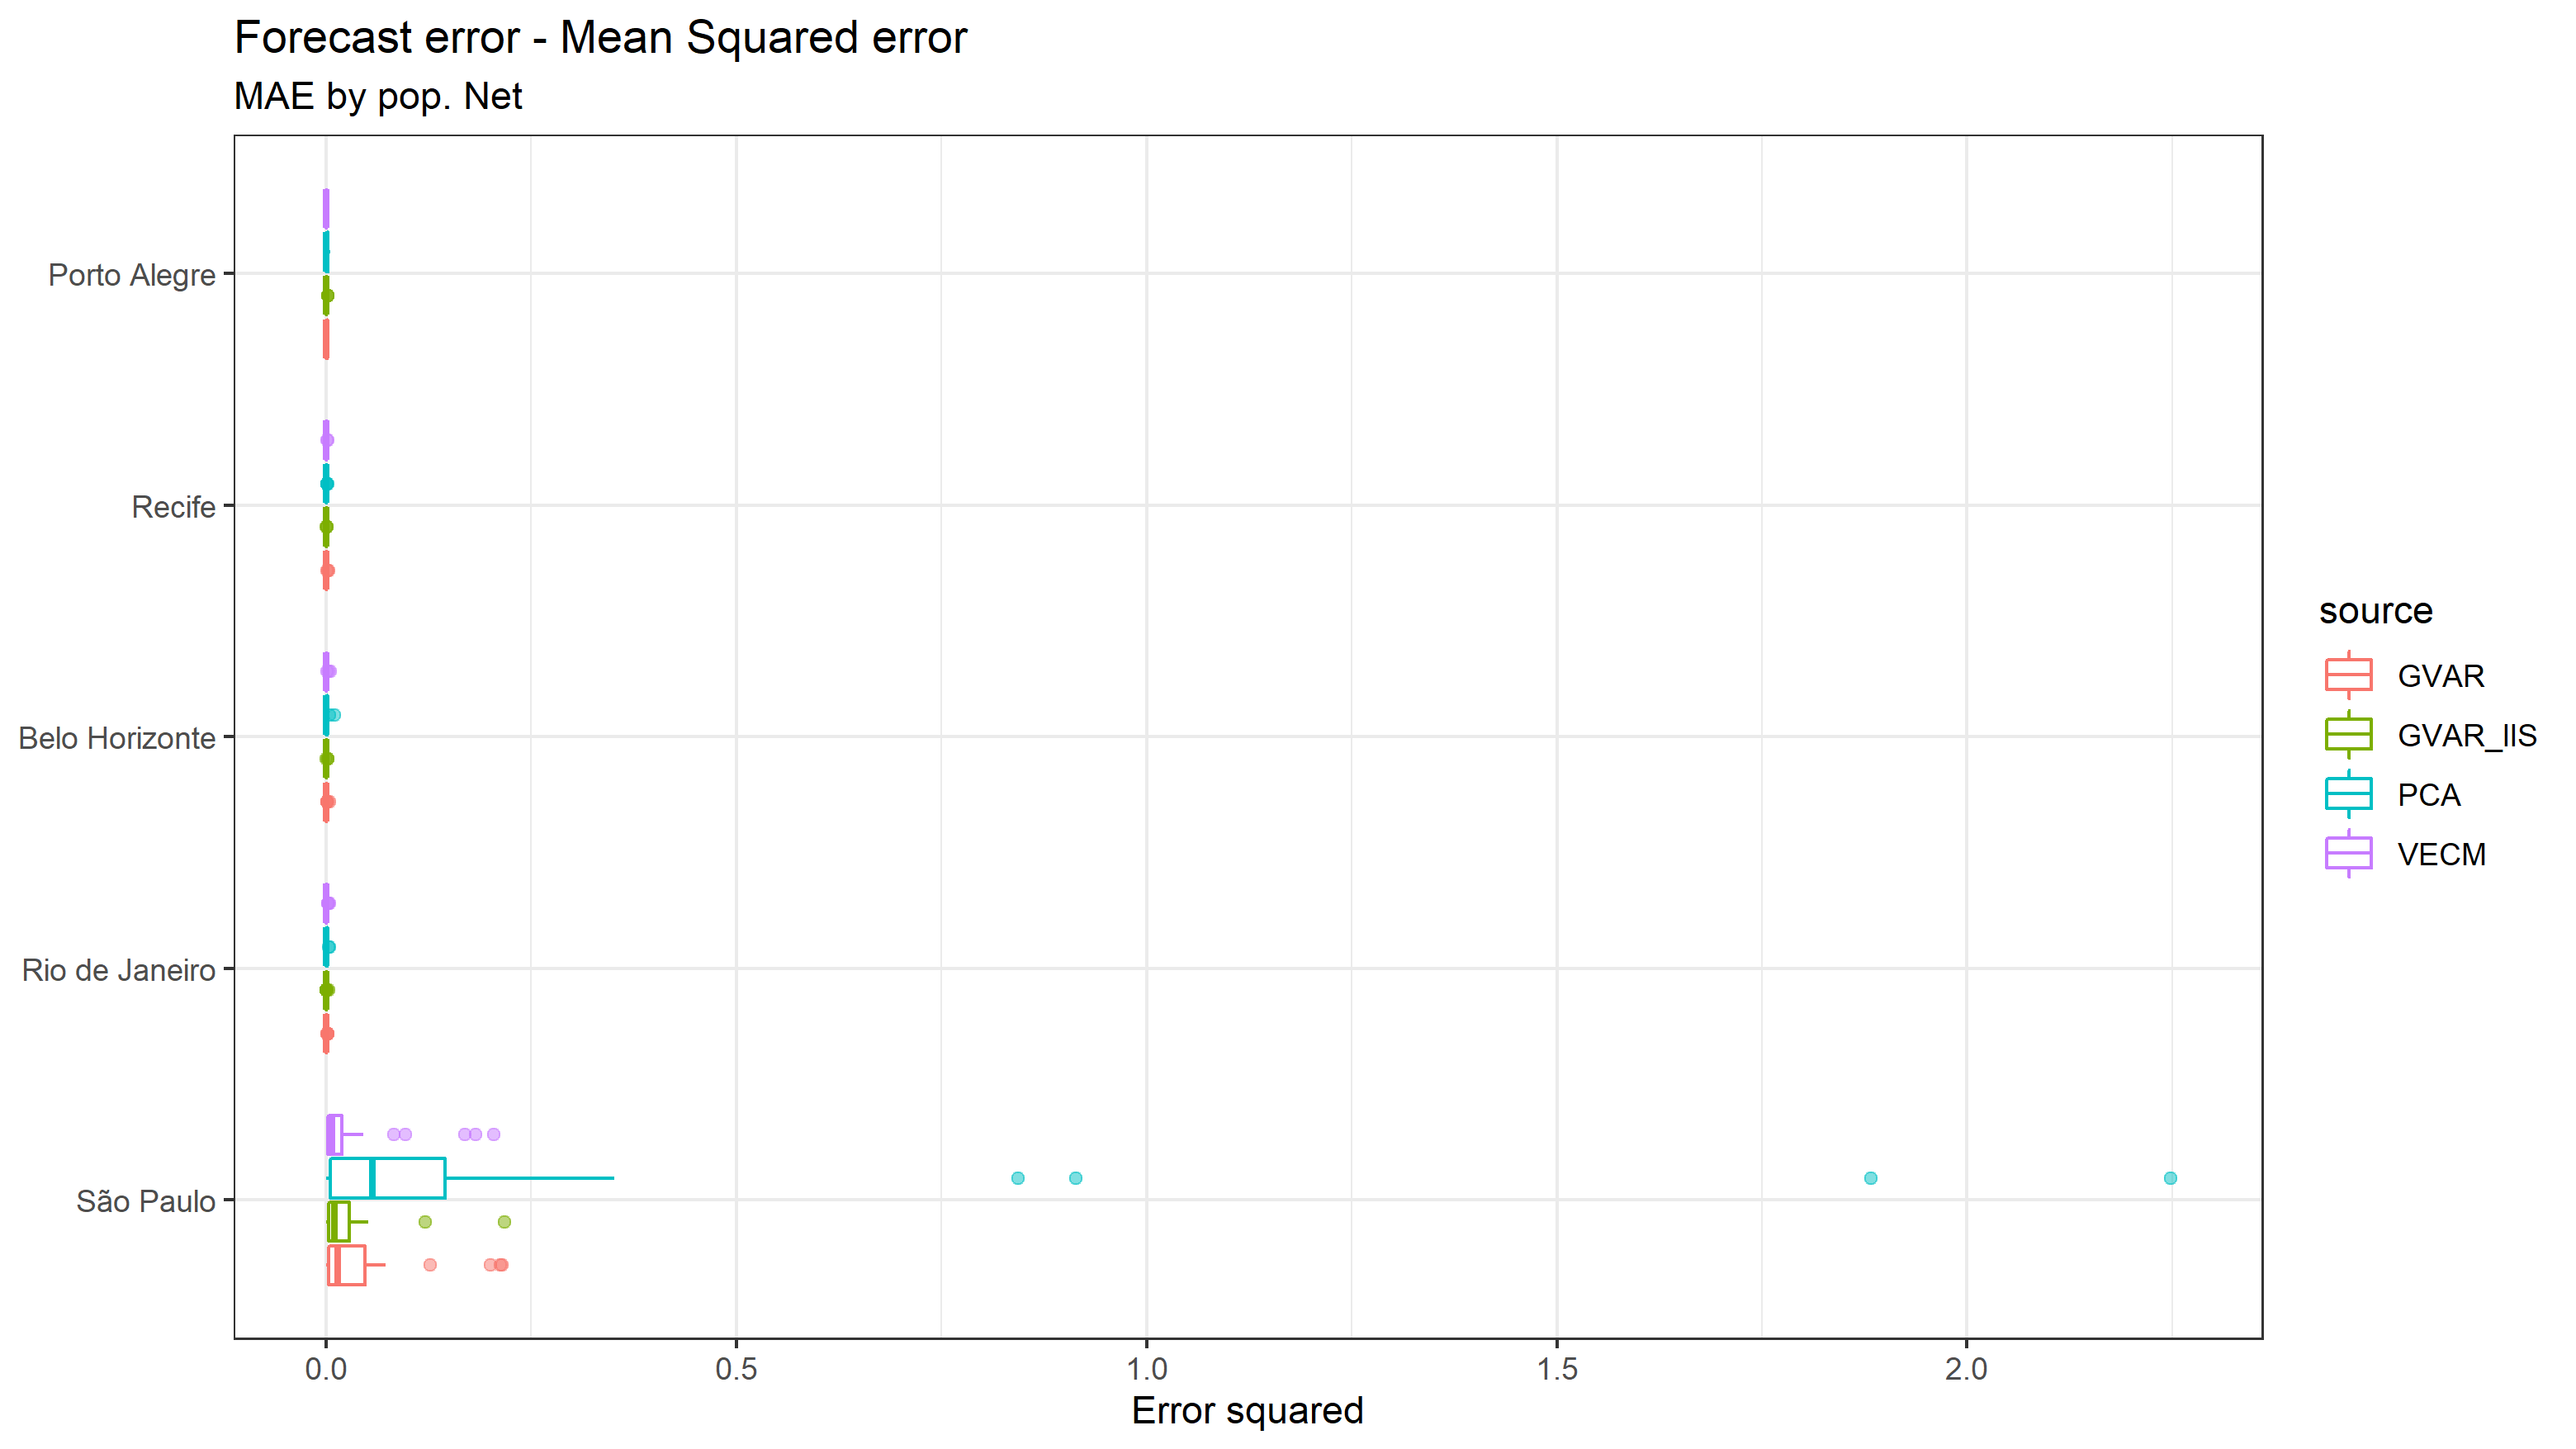 Forecast error - Mean Squared error
MAE by pop. Net
Porto Alegre
Recife
Belo Horizonte
Rio de Janeiro
São Paulo
0.0 0.5 1.0 1.5 2.0
Error squared
source
GVAR
GVAR_IIS
PCA
VECM